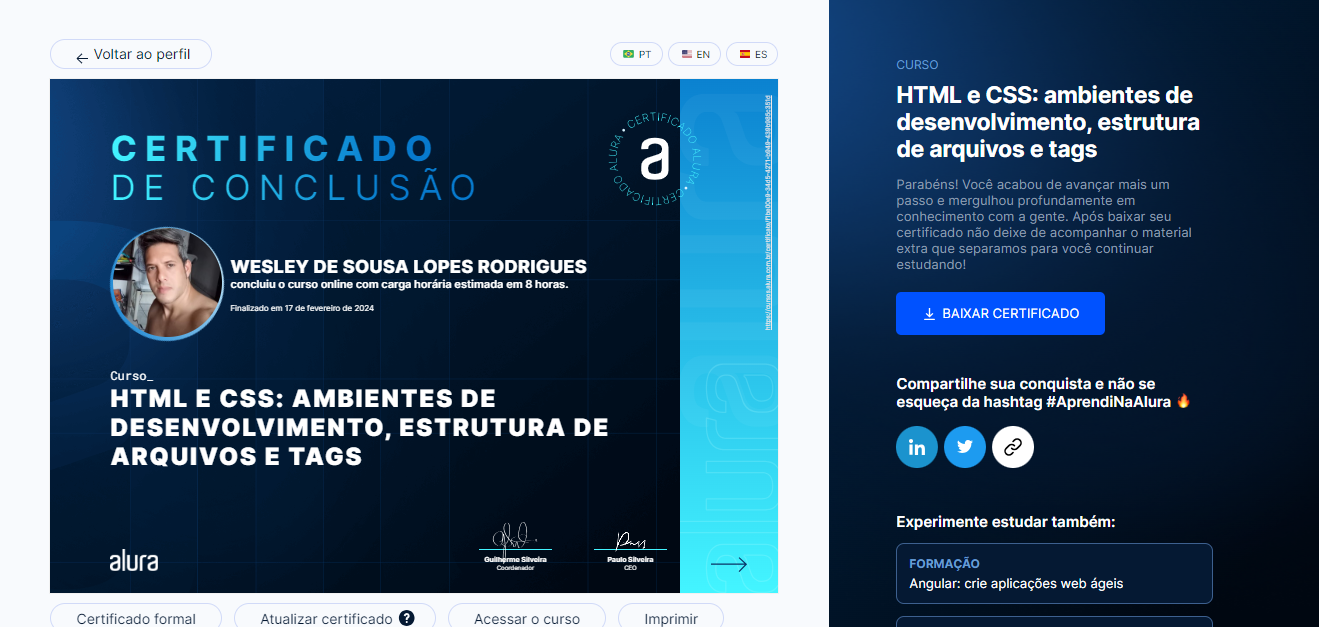 Voltar ao perfil
PT
EN
ES
CERTIFICADO
DE CONCLUSÃO
CERTIFICADO ALURA • CERTIFICADO ALURA •
a
WESLEY DE SOUSA LOPES RODRIGUES
concluiu o curso online com carga horária estimada em 8 horas.
Finalizado em 17 de fevereiro de 2024
Curso_
HTML E CSS: AMBIENTES DE
DESENVOLVIMENTO, ESTRUTURA DE
ARQUIVOS E TAGS
alura
Guilherme Silveira
Coordenador
Paulo Silveira
CEO
alura
Certificado formal
Atualizar certificado ?
Acessar o curso
Imprimir
CURSO
HTML e CSS: ambientes de
desenvolvimento, estrutura
de arquivos e tags
Parabéns! Você acabou de avançar mais um
passo e mergulhou profundamente em
conhecimento com a gente. Após baixar seu
certificado não deixe de acompanhar o material
extra que separamos para você continuar
estudando!
BAIXAR CERTIFICADO
Compartilhe sua conquista e não se
esqueça da hashtag #AprendiNaAlura 🔥
in
Experimente estudar também:
FORMAÇÃO
Angular: crie aplicações web ágeis